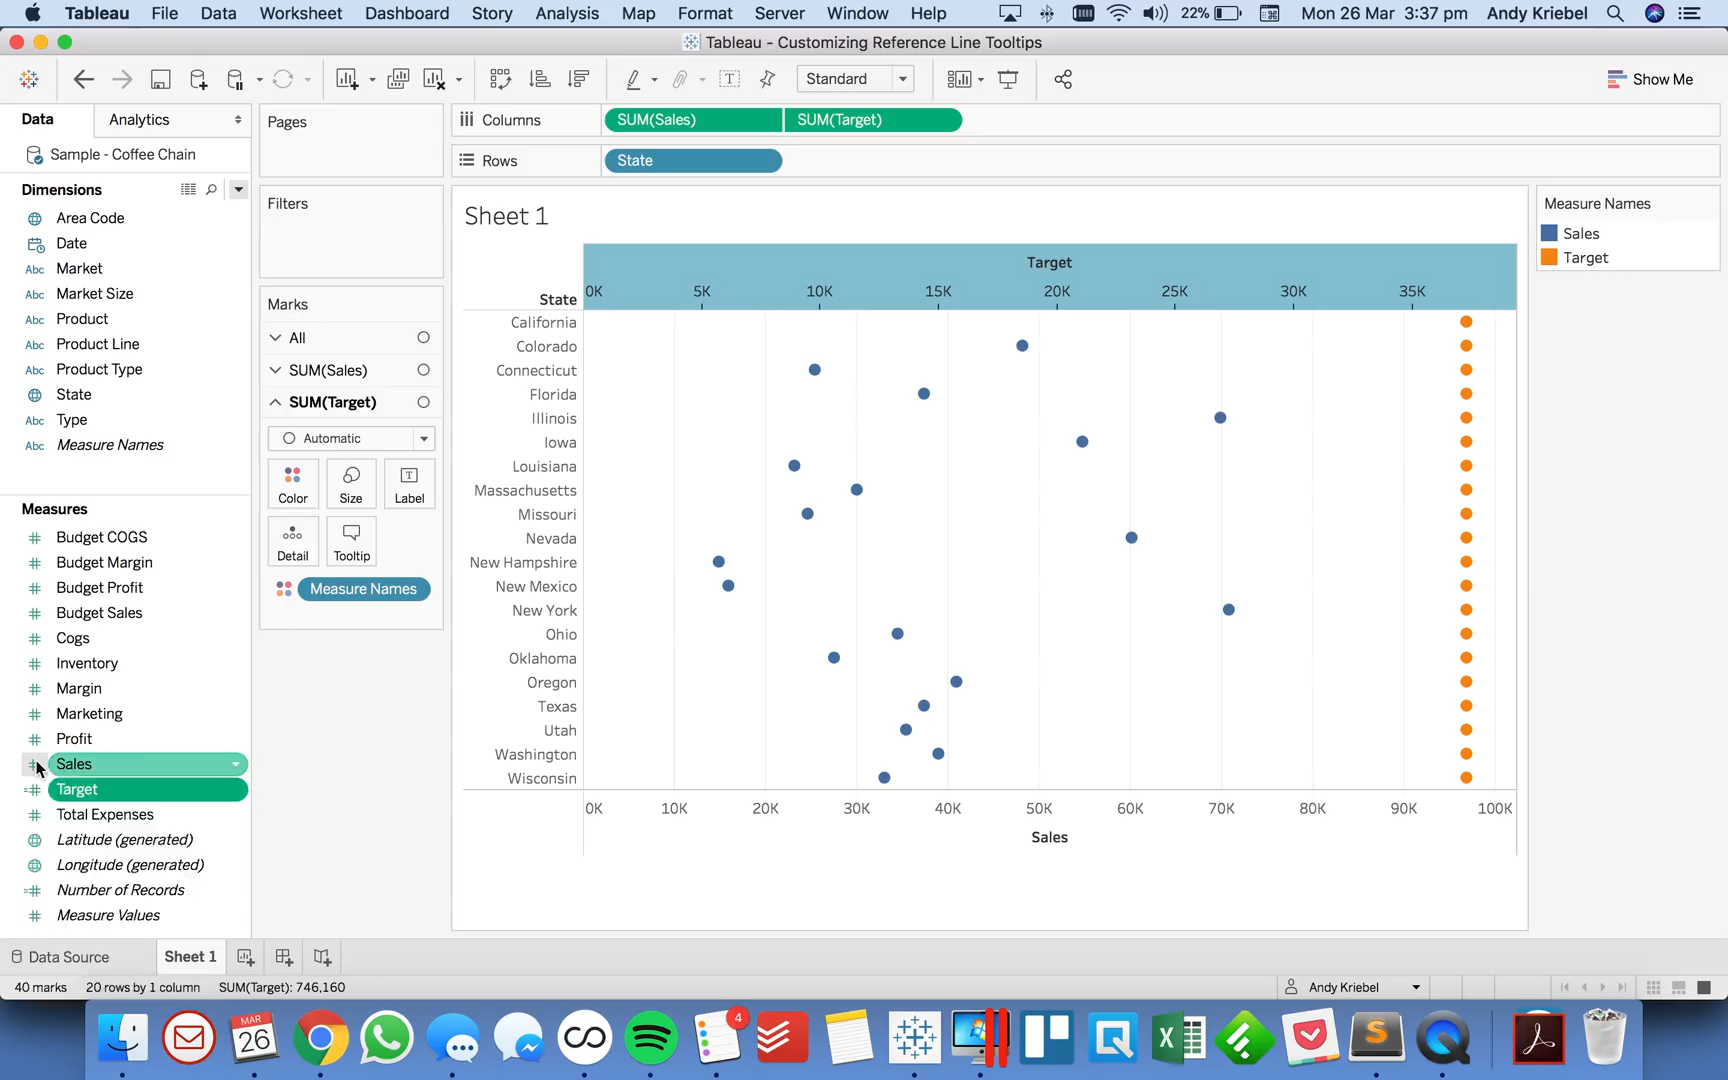 Tableau File Data Worksheet Dashboard Story Analysis Map Format Server Window Help 22% Mon 26 Mar 3:37 pm Andy Kriebel
Tableau - Customizing Reference Line Tooltips
Standard
Show Me
Data Analytics
Sample - Coffee Chain
Dimensions
Area Code
Date
Abc Market
Abc Market Size
Abc Product
Abc Product Line
Abc Product Type
State
Abc Type
Abc Measure Names
Measures
Budget COGS
Budget Margin
Budget Profit
Budget Sales
Cogs
Inventory
Margin
Marketing
Profit
Sales
Target
Total Expenses
Latitude (generated)
Longitude (generated)
Number of Records
Measure Values
Pages
Filters
Marks
All
SUM(Sales)
SUM(Target)
Automatic
Color Size Label
Detail Tooltip
Measure Names
Columns SUM(Sales) SUM(Target)
Rows State
Sheet 1
Target
0K 5K 10K 15K 20K 25K 30K 35K
State
California
Colorado
Connecticut
Florida
Illinois
Iowa
Louisiana
Massachusetts
Missouri
Nevada
New Hampshire
New Mexico
New York
Ohio
Oklahoma
Oregon
Texas
Utah
Washington
Wisconsin
0K 10K 20K 30K 40K 50K 60K 70K 80K 90K 100K
Sales
Measure Names
Sales
Target
Data Source Sheet 1
40 marks 20 rows by 1 column SUM(Target): 746,160 Andy Kriebel
MAR
26
4